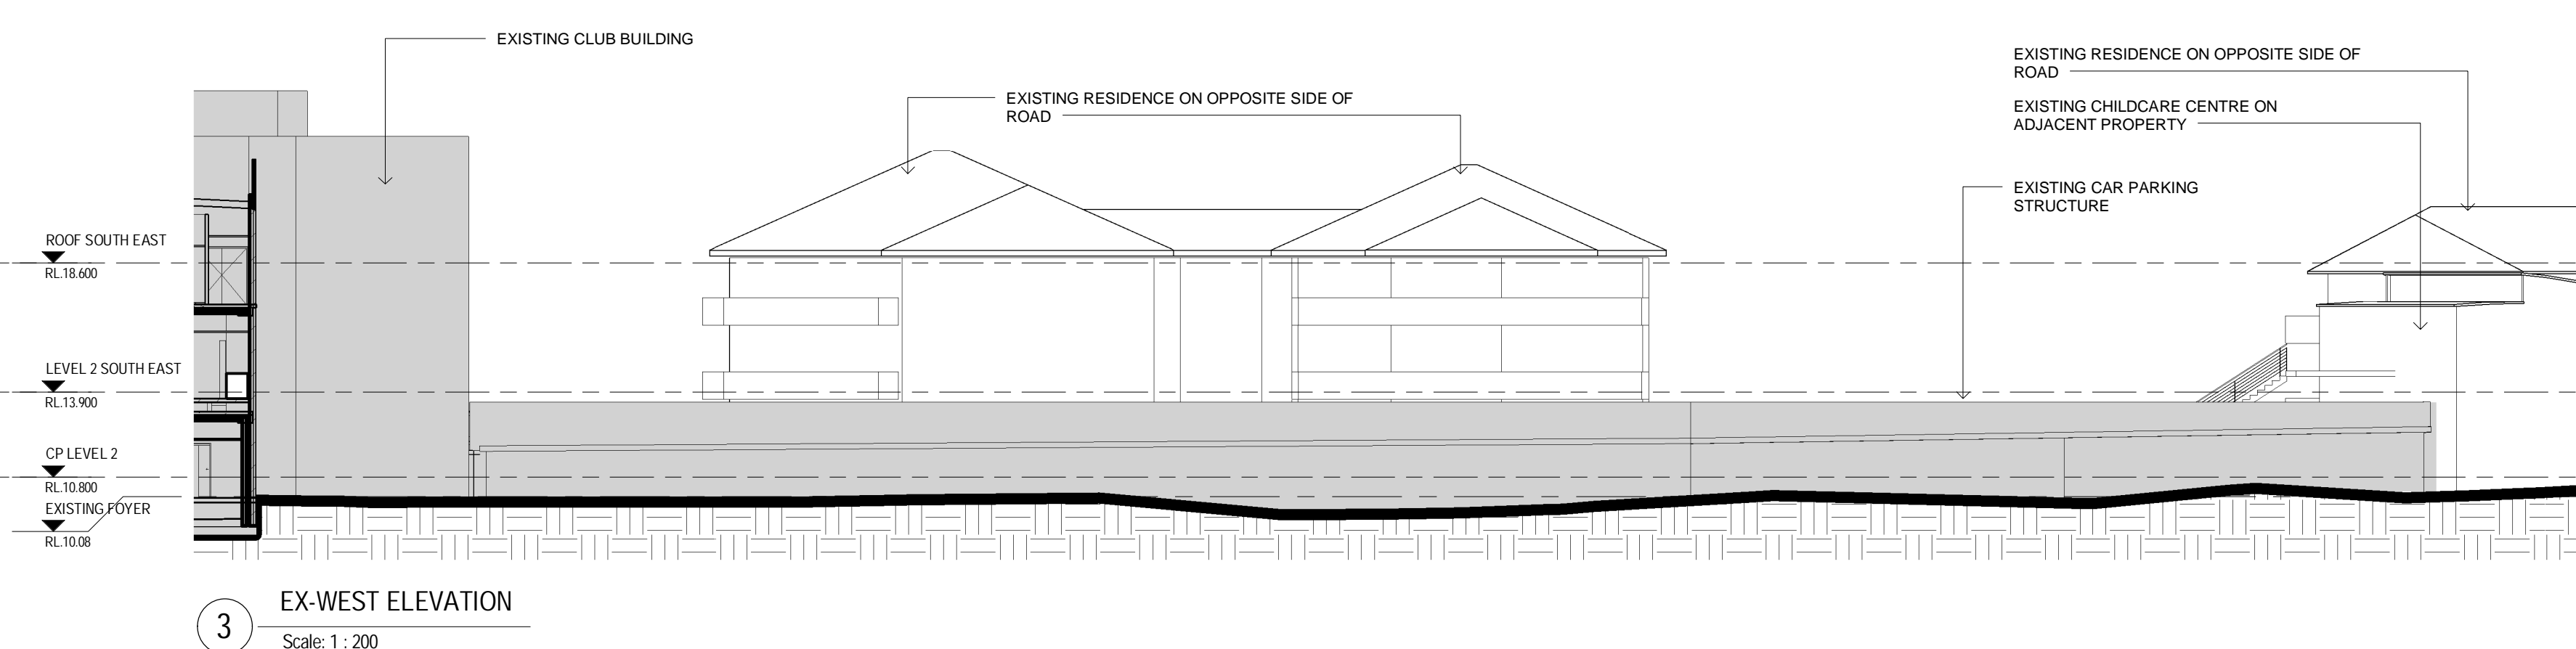 EXISTING CLUB BUILDING
EXISTING RESIDENCE ON OPPOSITE SIDE OF
ROAD
EXISTING RESIDENCE ON OPPOSITE SIDE OF
ROAD
EXISTING CHILDCARE CENTRE ON
ADJACENT PROPERTY
EXISTING CAR PARKING
STRUCTURE
ROOF SOUTH EAST
RL.18.600
LEVEL 2 SOUTH EAST
RL.13.900
CP LEVEL 2
RL.10.800
EXISTING FOYER
RL.10.08
3
EX-WEST ELEVATION
Scale: 1 : 200